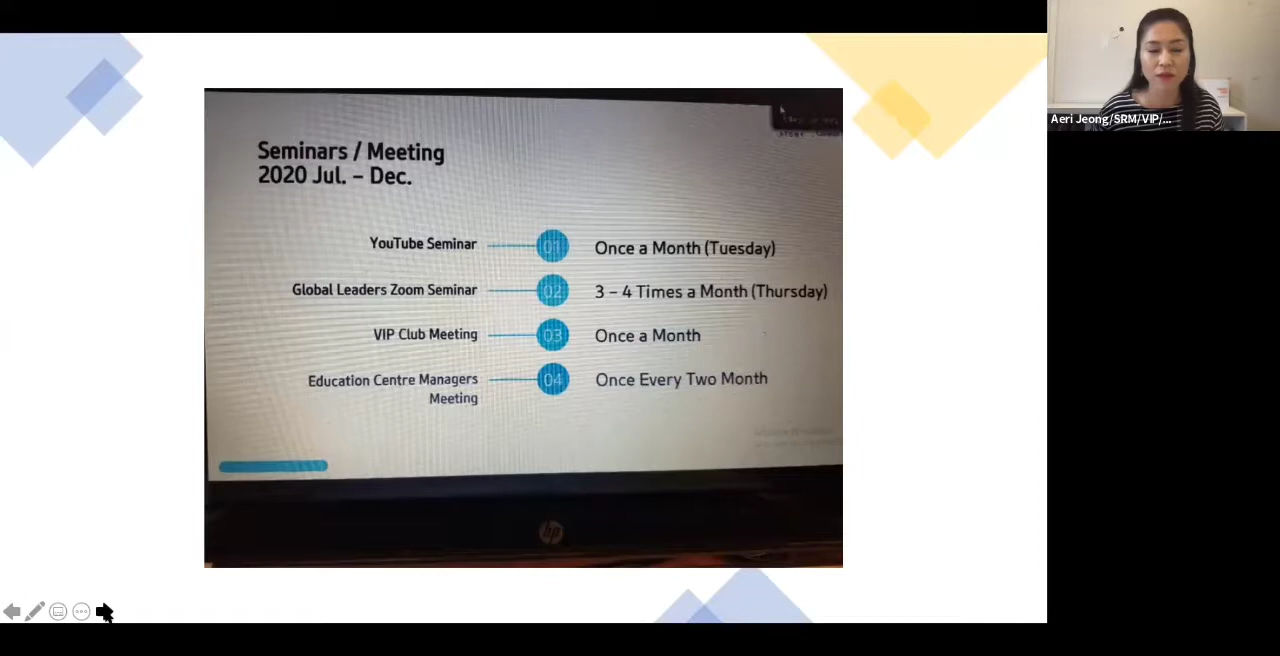 Aeri Jeong/SRM/VIP/...
Seminars / Meeting
2020 Jul. – Dec.
YouTube Seminar
01
Once a Month (Tuesday)
Global Leaders Zoom Seminar
02
3 – 4 Times a Month (Thursday)
VIP Club Meeting
03
Once a Month
Education Centre Managers
Meeting
04
Once Every Two Month
hp